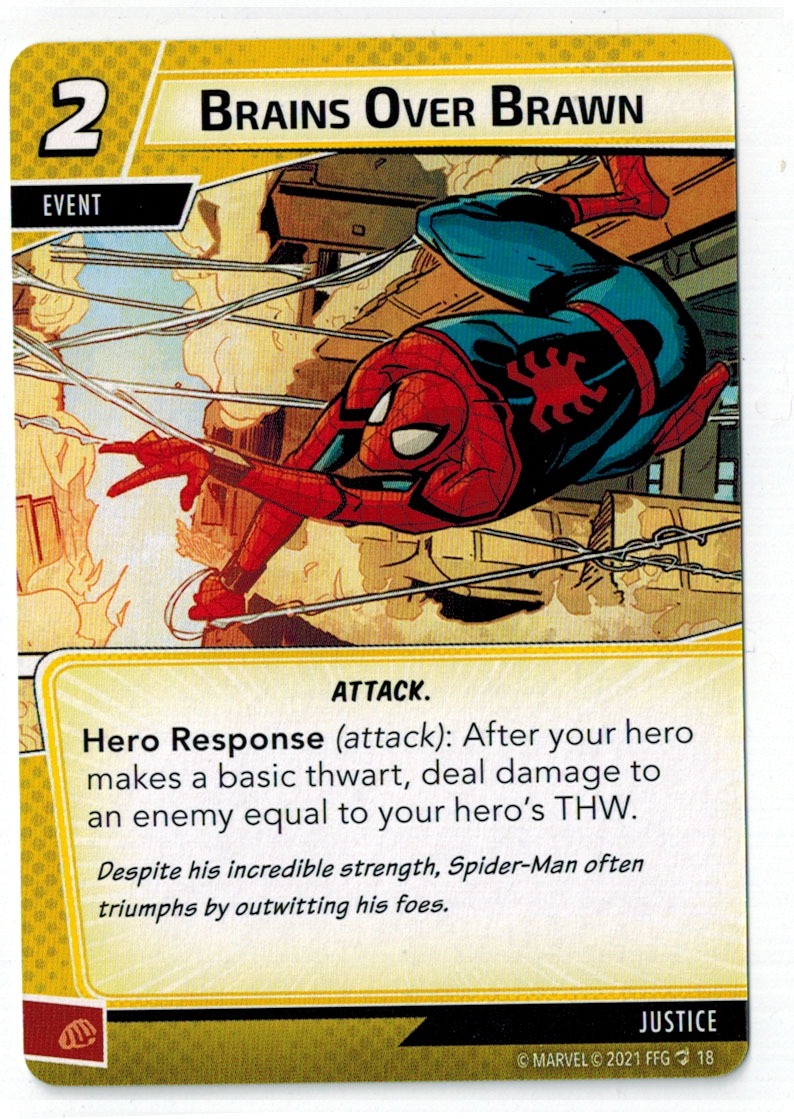 2
BRAINS OVER BRAWN
EVENT
ATTACK.
Hero Response (attack): After your hero
makes a basic thwart, deal damage to
an enemy equal to your hero's THW.
Despite his incredible strength, Spider-Man often
triumphs by outwitting his foes.
JUSTICE
© MARVEL © 2021 FFG 18